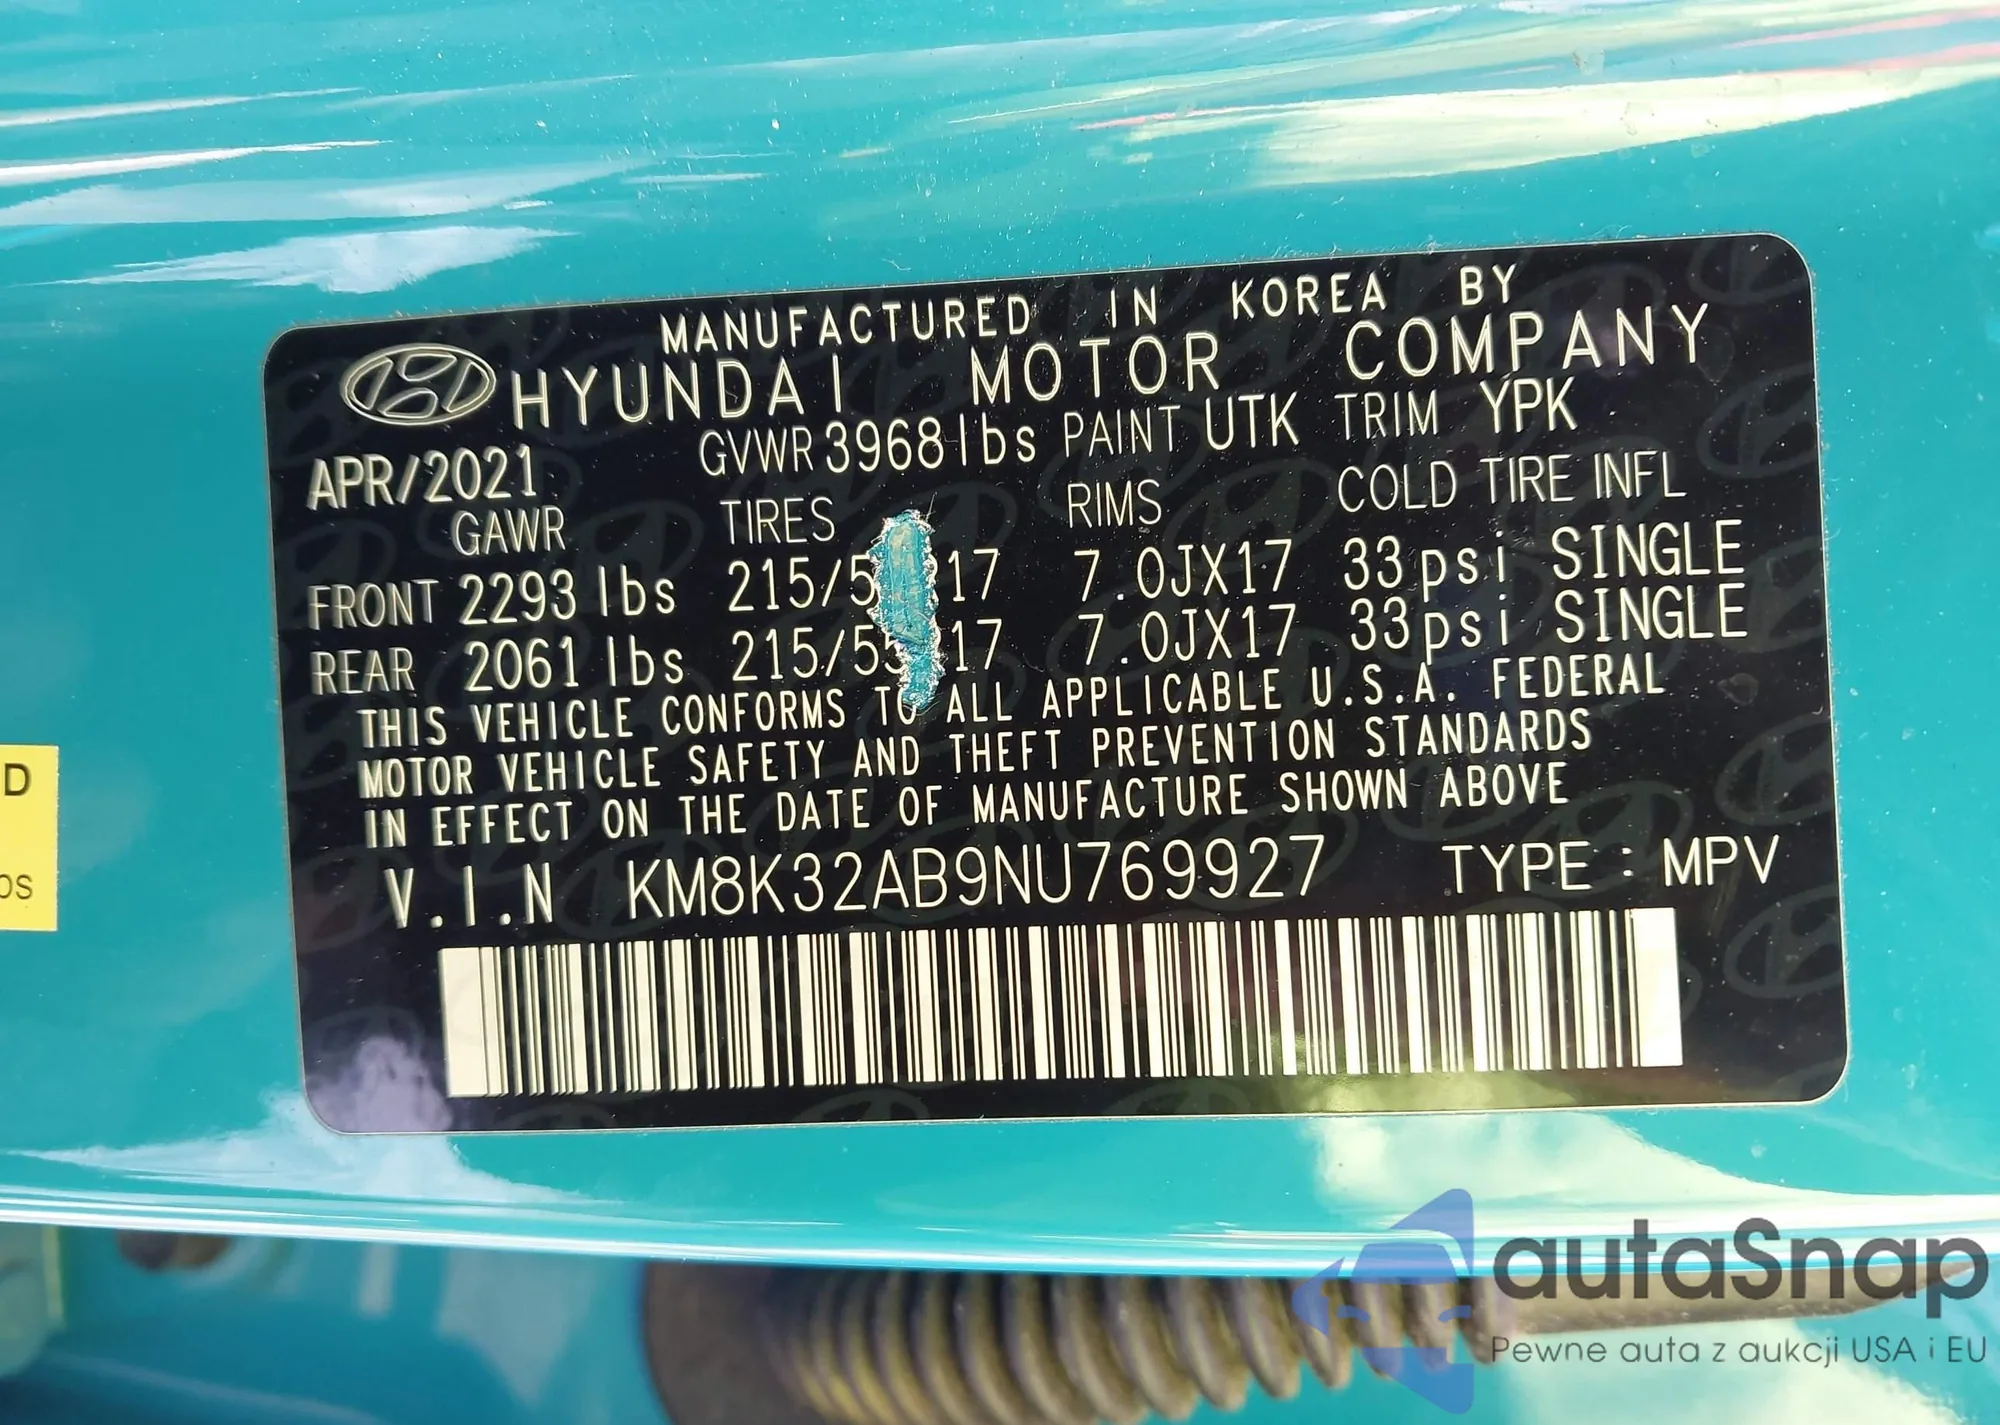 MANUFACTURED IN KOREA BY
HYUNDAI MOTOR COMPANY
APR/2021 GVWR 3968 lbs PAINT UTK TRIM YPK
GAWR TIRES RIMS COLD TIRE INFL
FRONT 2293 lbs 17 7.0JX17 33psi SINGLE
REAR 2061 lbs 17 7.0JX17 33psi SINGLE
THIS VEHICLE CONFORMS TO ALL APPLICABLE U.S.A. FEDERAL
MOTOR VEHICLE SAFETY AND THEFT PREVENTION STANDARDS
IN EFFECT ON THE DATE OF MANUFACTURE SHOWN ABOVE
V.I.N KM8K32AB9NU769927 TYPE : MPV
autaSnap
Pewne auta z aukcji USA i EU